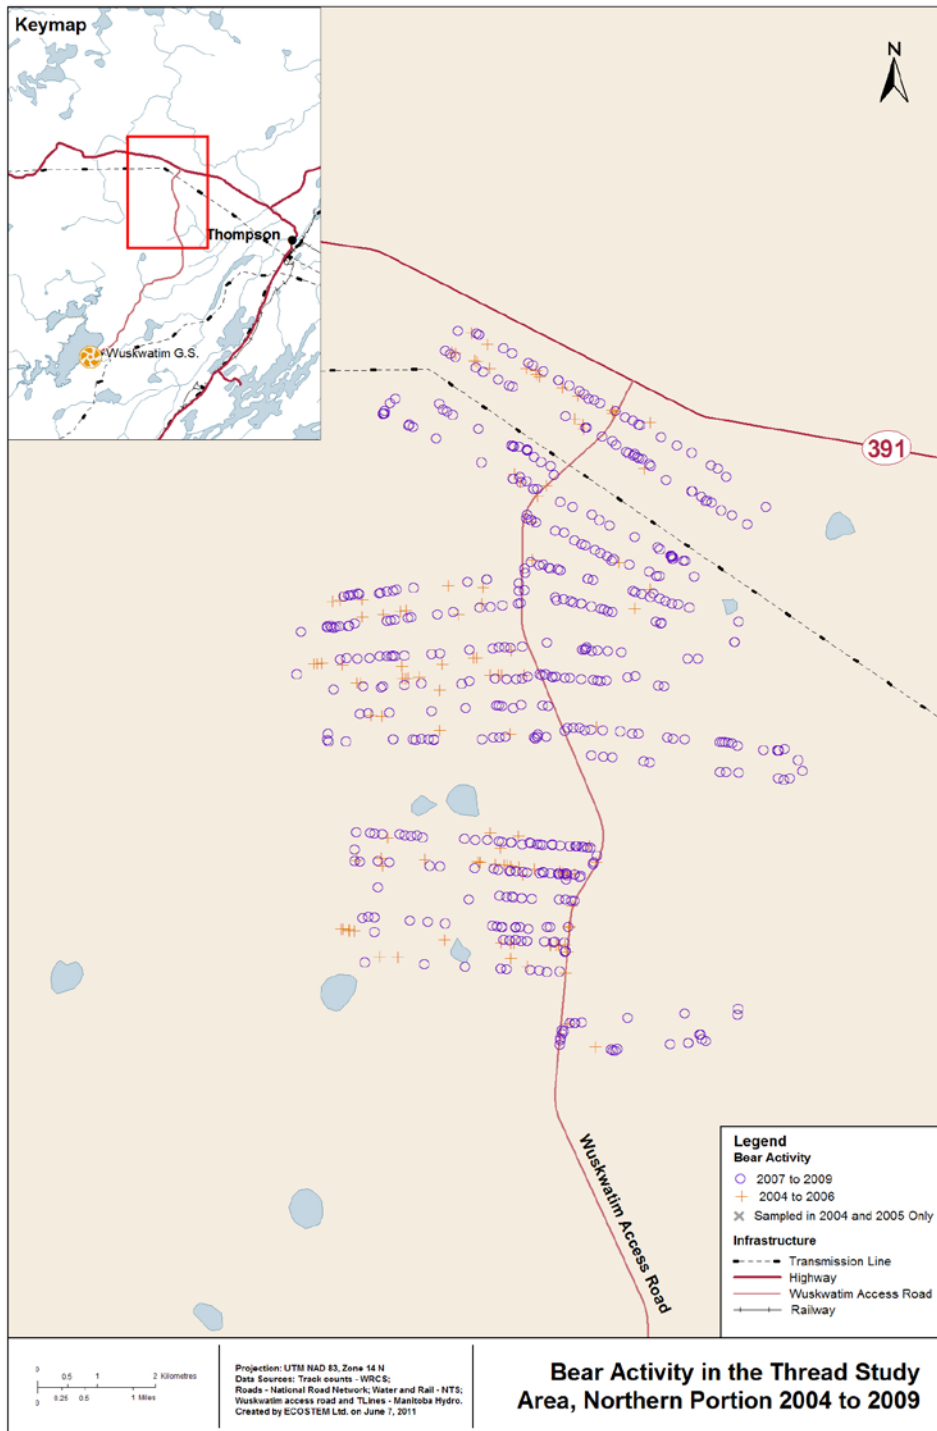 Keymap
N
Thompson
Wuskwatim G.S.
391
Wuskwatim Access Road
Legend
Bear Activity
2007 to 2009
2004 to 2006
Sampled in 2004 and 2005 Only
Infrastructure
Transmission Line
Highway
Wuskwatim Access Road
Railway
0 0.5 1 2 Kilometres
0 0.25 0.5 1 Miles
Projection: UTM NAD 83, Zone 14 N
Data Sources: Track counts - WRCS;
Roads - National Road Network; Water and Rail - NTS;
Wuskwatim access road and TLines - Manitoba Hydro.
Created by ECOSTEM Ltd. on June 7, 2011
Bear Activity in the Thread Study
Area, Northern Portion 2004 to 2009